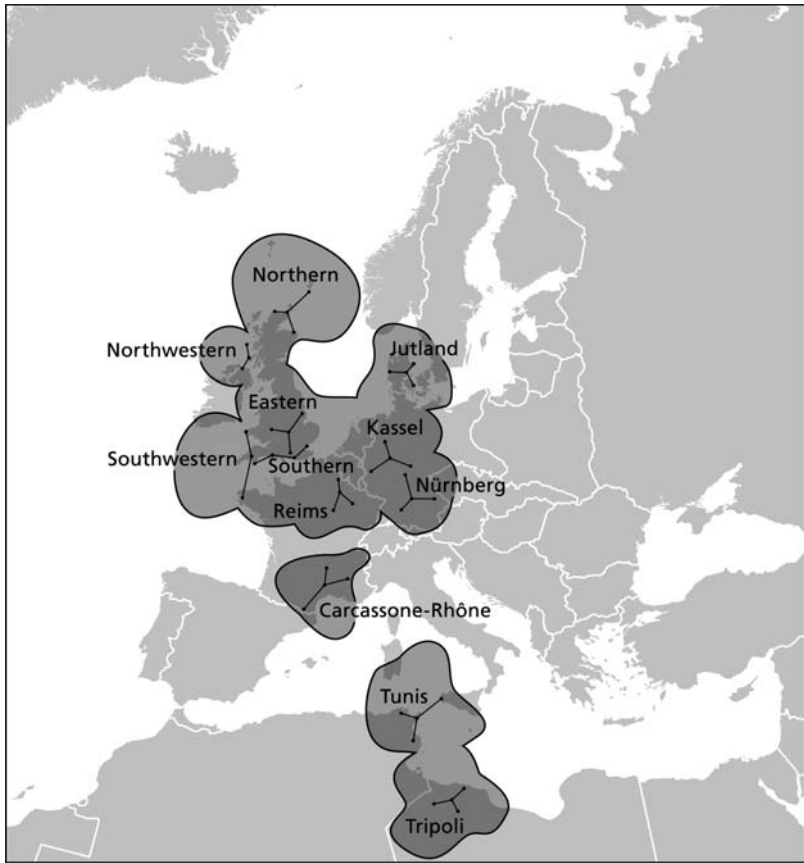 Northern
Northwestern
Jutland
Eastern
Kassel
Southwestern
Southern
Nürnberg
Reims
Carcassone-Rhône
Tunis
Tripoli